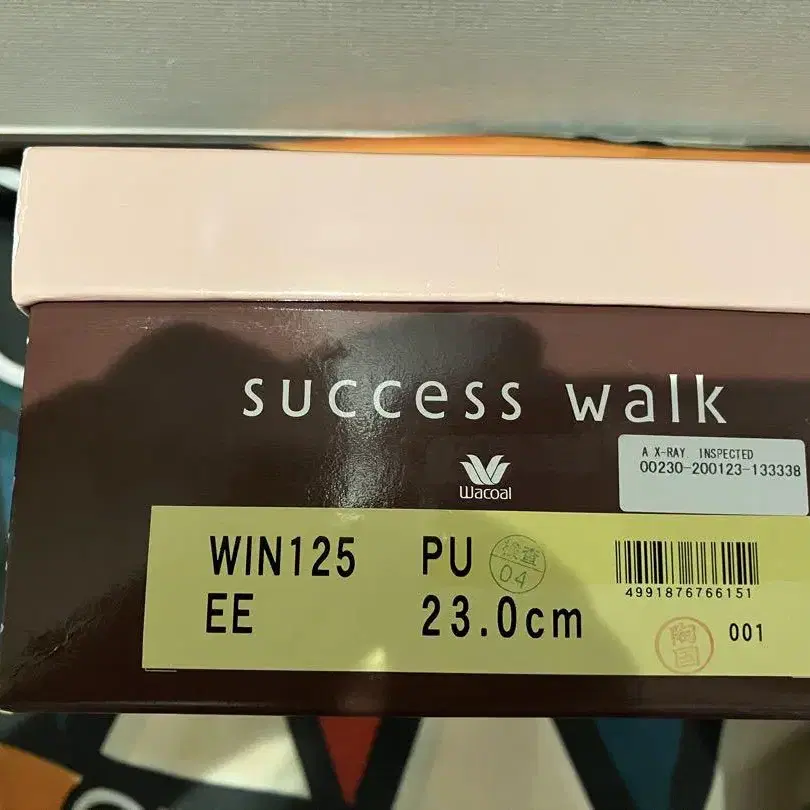 success walk
Wacoal
A X-RAY INSPECTED
00230-200123-133338
WIN125 PU
検査
04
EE 23.0cm
4991876766151
001